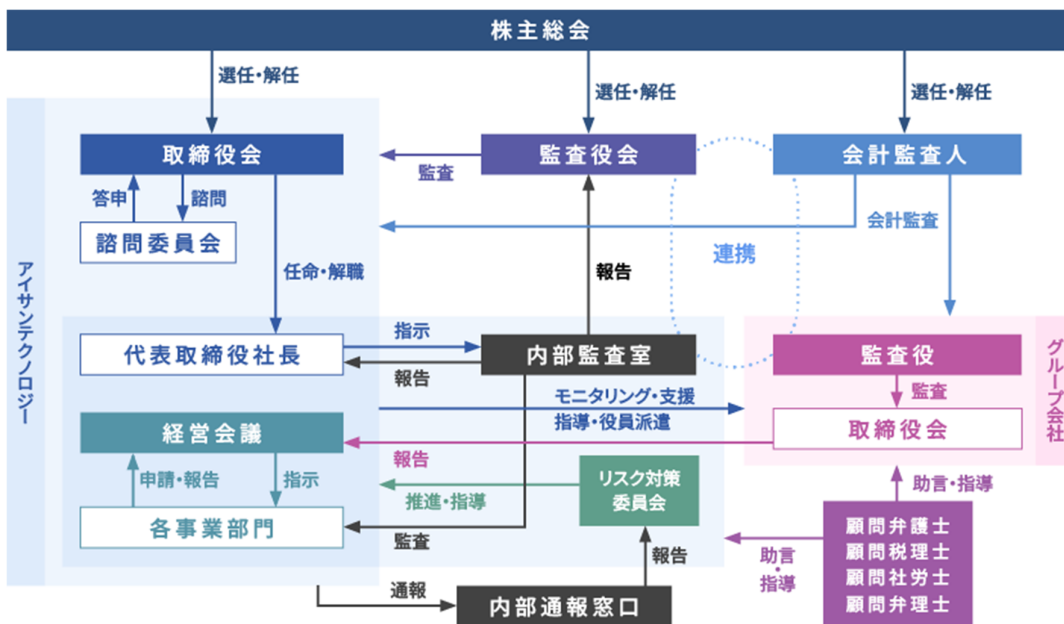 株主総会
選任・解任
選任・解任
選任・解任
取締役会
監査役会
会計監査人
監査
答申
諮問
諮問委員会
会計監査
連携
アイサンテクノロジー
任命・解職
報告
代表取締役社長
指示
報告
内部監査室
監査役
グループ会社
監査
モニタリング・支援
指導・役員派遣
経営会議
取締役会
報告
申請・報告
指示
推進・指導
リスク対策
委員会
助言・指導
各事業部門
監査
報告
助言・指導
顧問弁護士
顧問税理士
顧問社労士
顧問弁理士
通報
内部通報窓口